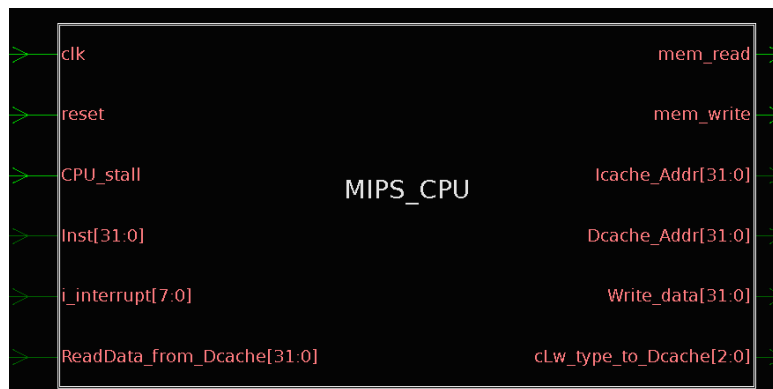 clk
reset
CPU_stall
Inst[31:0]
i_interrupt[7:0]
ReadData_from_Dcache[31:0]
MIPS_CPU
mem_read
mem_write
Icache_Addr[31:0]
Dcache_Addr[31:0]
Write_data[31:0]
cLw_type_to_Dcache[2:0]